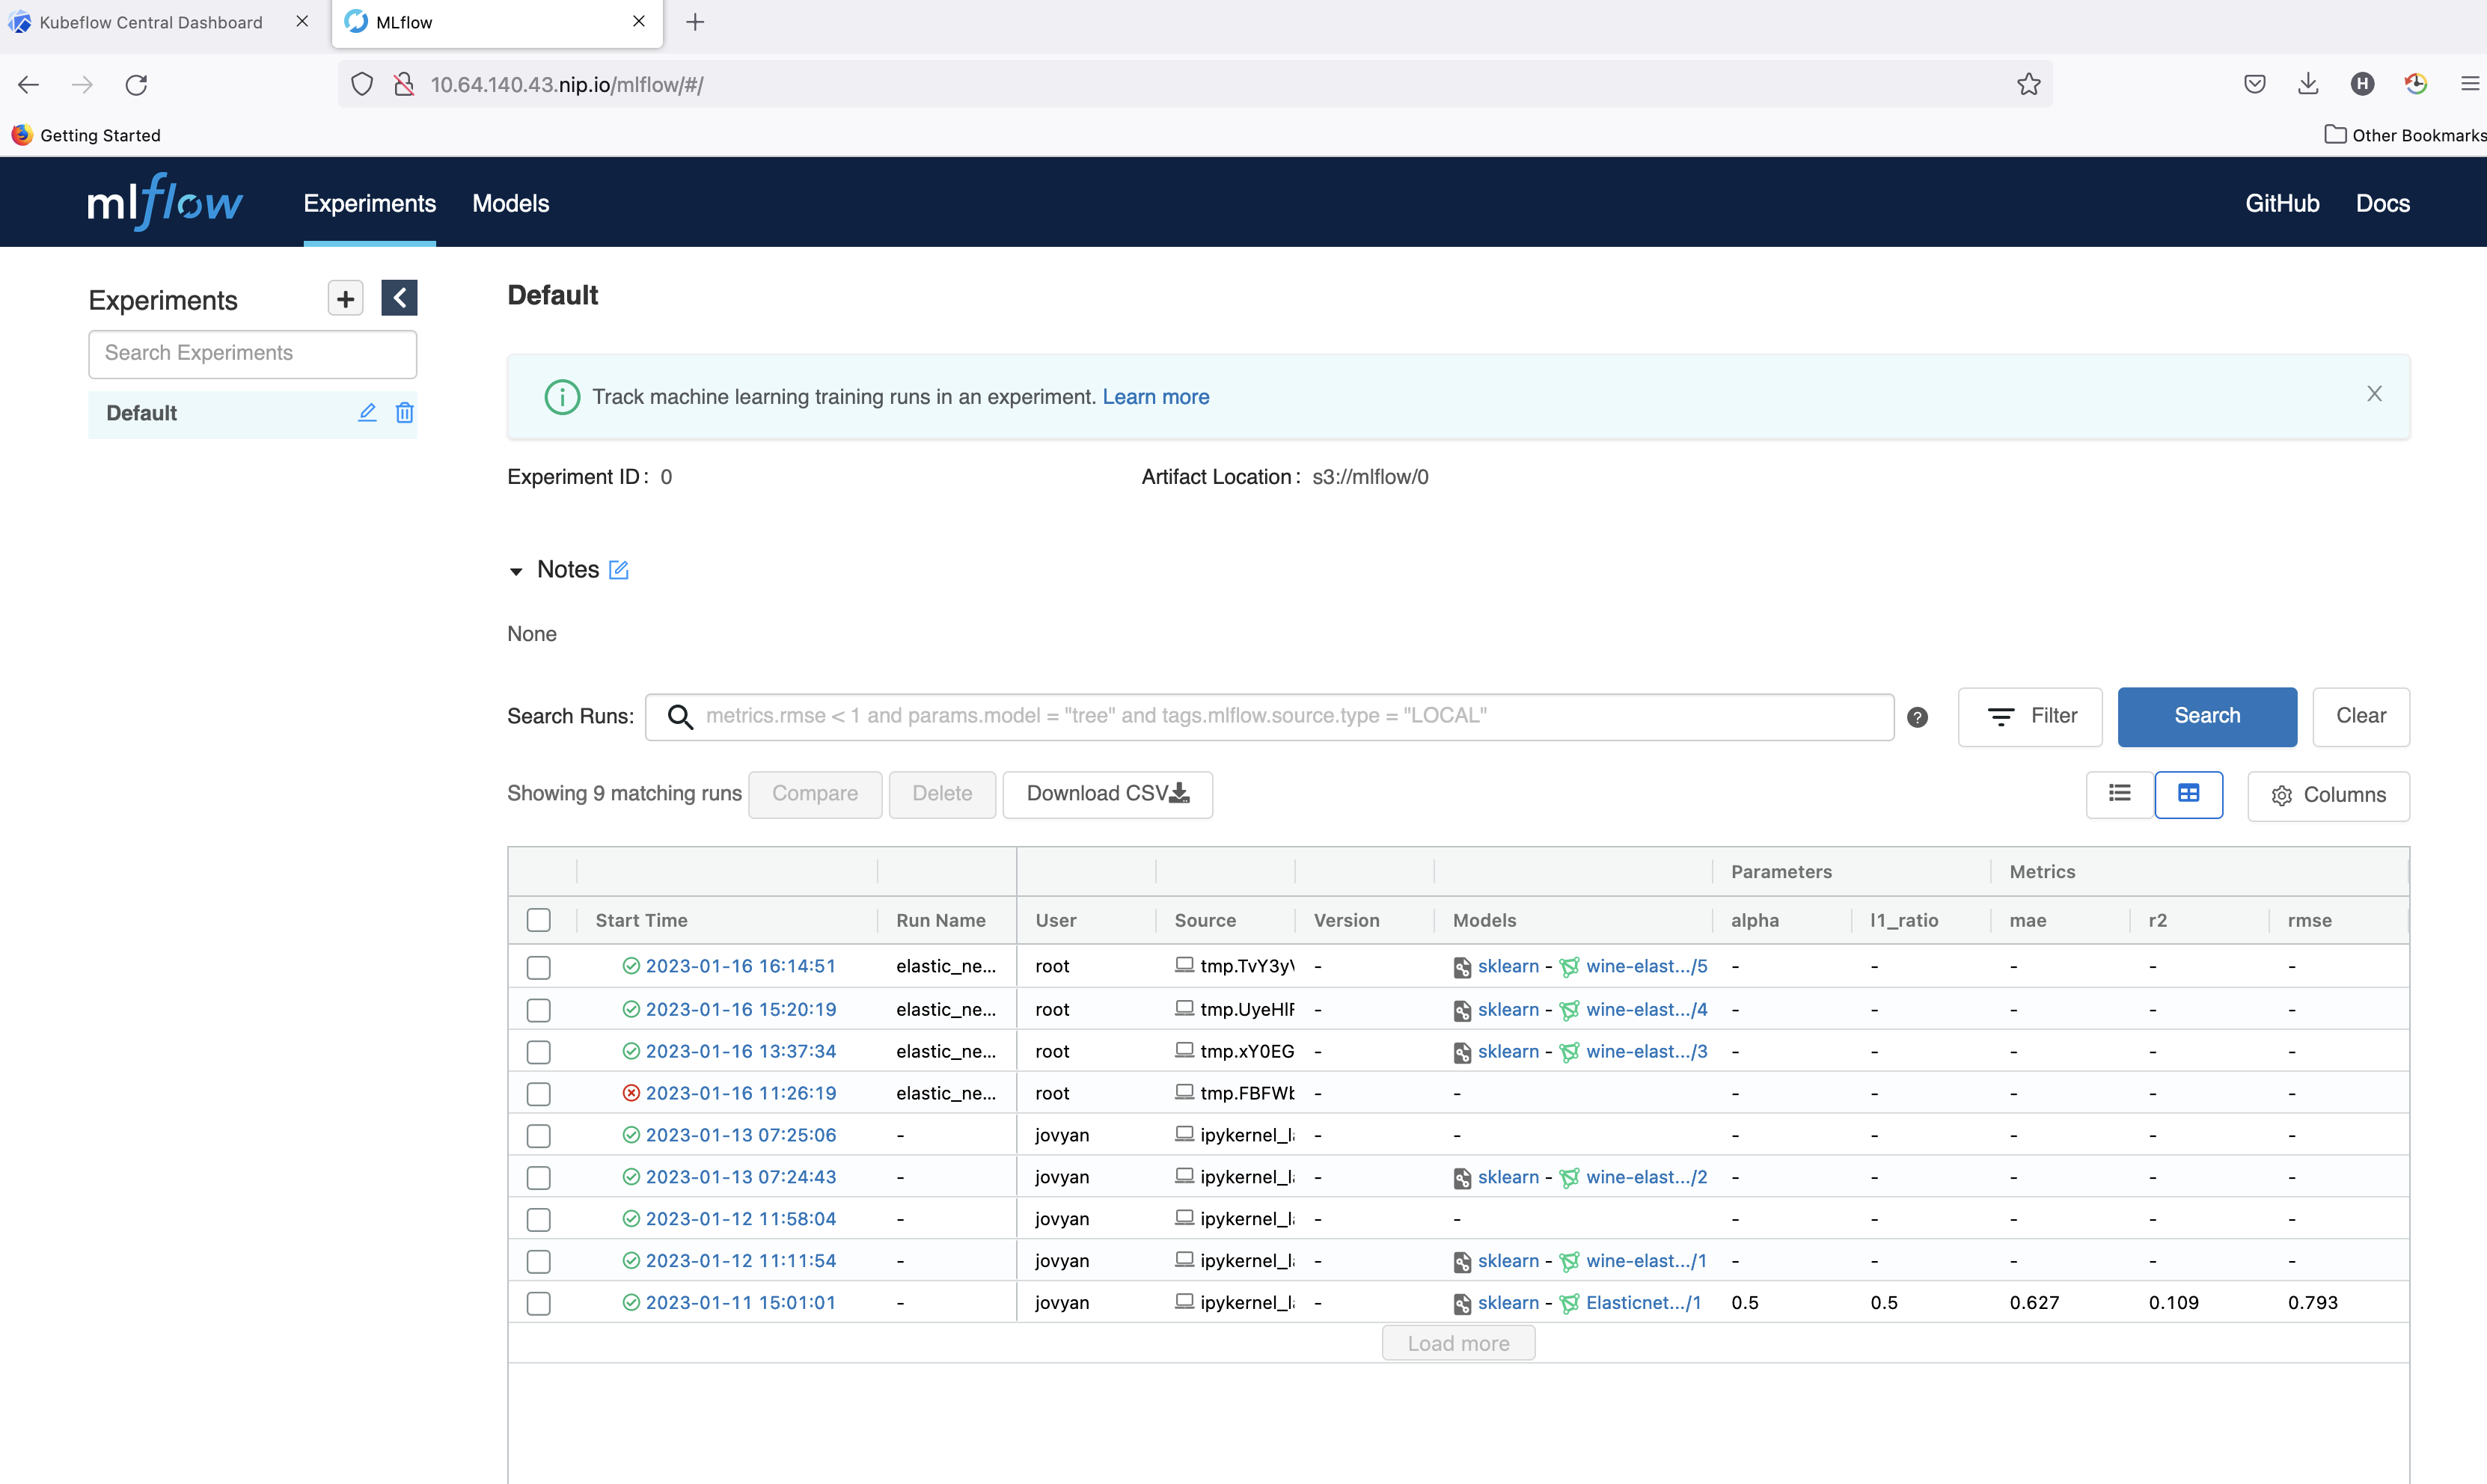 Kubeflow Central Dashboard
MLflow
10.64.140.43.nip.io/mlflow/#/
H
Getting Started
Other Bookmarks
mlflow
Experiments
Models
GitHub
Docs
Experiments
Search Experiments
Default
Default
Track machine learning training runs in an experiment. Learn more
Experiment ID: 0
Artifact Location: s3://mlflow/0
Notes
None
Search Runs: metrics.rmse < 1 and params.model = "tree" and tags.mlflow.source.type = "LOCAL" ? Filter Search Clear
Showing 9 matching runs Compare Delete Download CSV Columns
Parameters Metrics
Start Time Run Name User Source Version Models alpha l1_ratio mae r2 rmse
2023-01-16 16:14:51 elastic_ne... root tmp.TvY3y - sklearn - wine-elast.../5 - - - - -
2023-01-16 15:20:19 elastic_ne... root tmp.UyeHl - sklearn - wine-elast.../4 - - - - -
2023-01-16 13:37:34 elastic_ne... root tmp.xY0EG - sklearn - wine-elast.../3 - - - - -
2023-01-16 11:26:19 elastic_ne... root tmp.FBFW - - - - - - -
2023-01-13 07:25:06 - jovyan ipykernel_l - - - - - - -
2023-01-13 07:24:43 - jovyan ipykernel_l - sklearn - wine-elast.../2 - - - - -
2023-01-12 11:58:04 - jovyan ipykernel_l - - - - - - -
2023-01-12 11:11:54 - jovyan ipykernel_l - sklearn - wine-elast.../1 - - - - -
2023-01-11 15:01:01 - jovyan ipykernel_l - sklearn - Elasticnet.../1 0.5 0.5 0.627 0.109 0.793
Load more